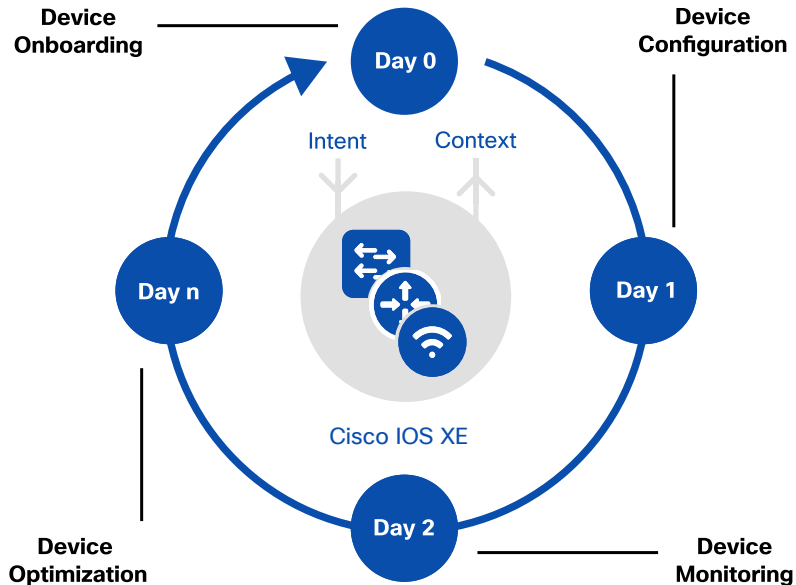 Device
Onboarding
Day 0
Device
Configuration
Intent
Context
Day n
Day 1
Cisco IOS XE
Day 2
Device
Optimization
Device
Monitoring